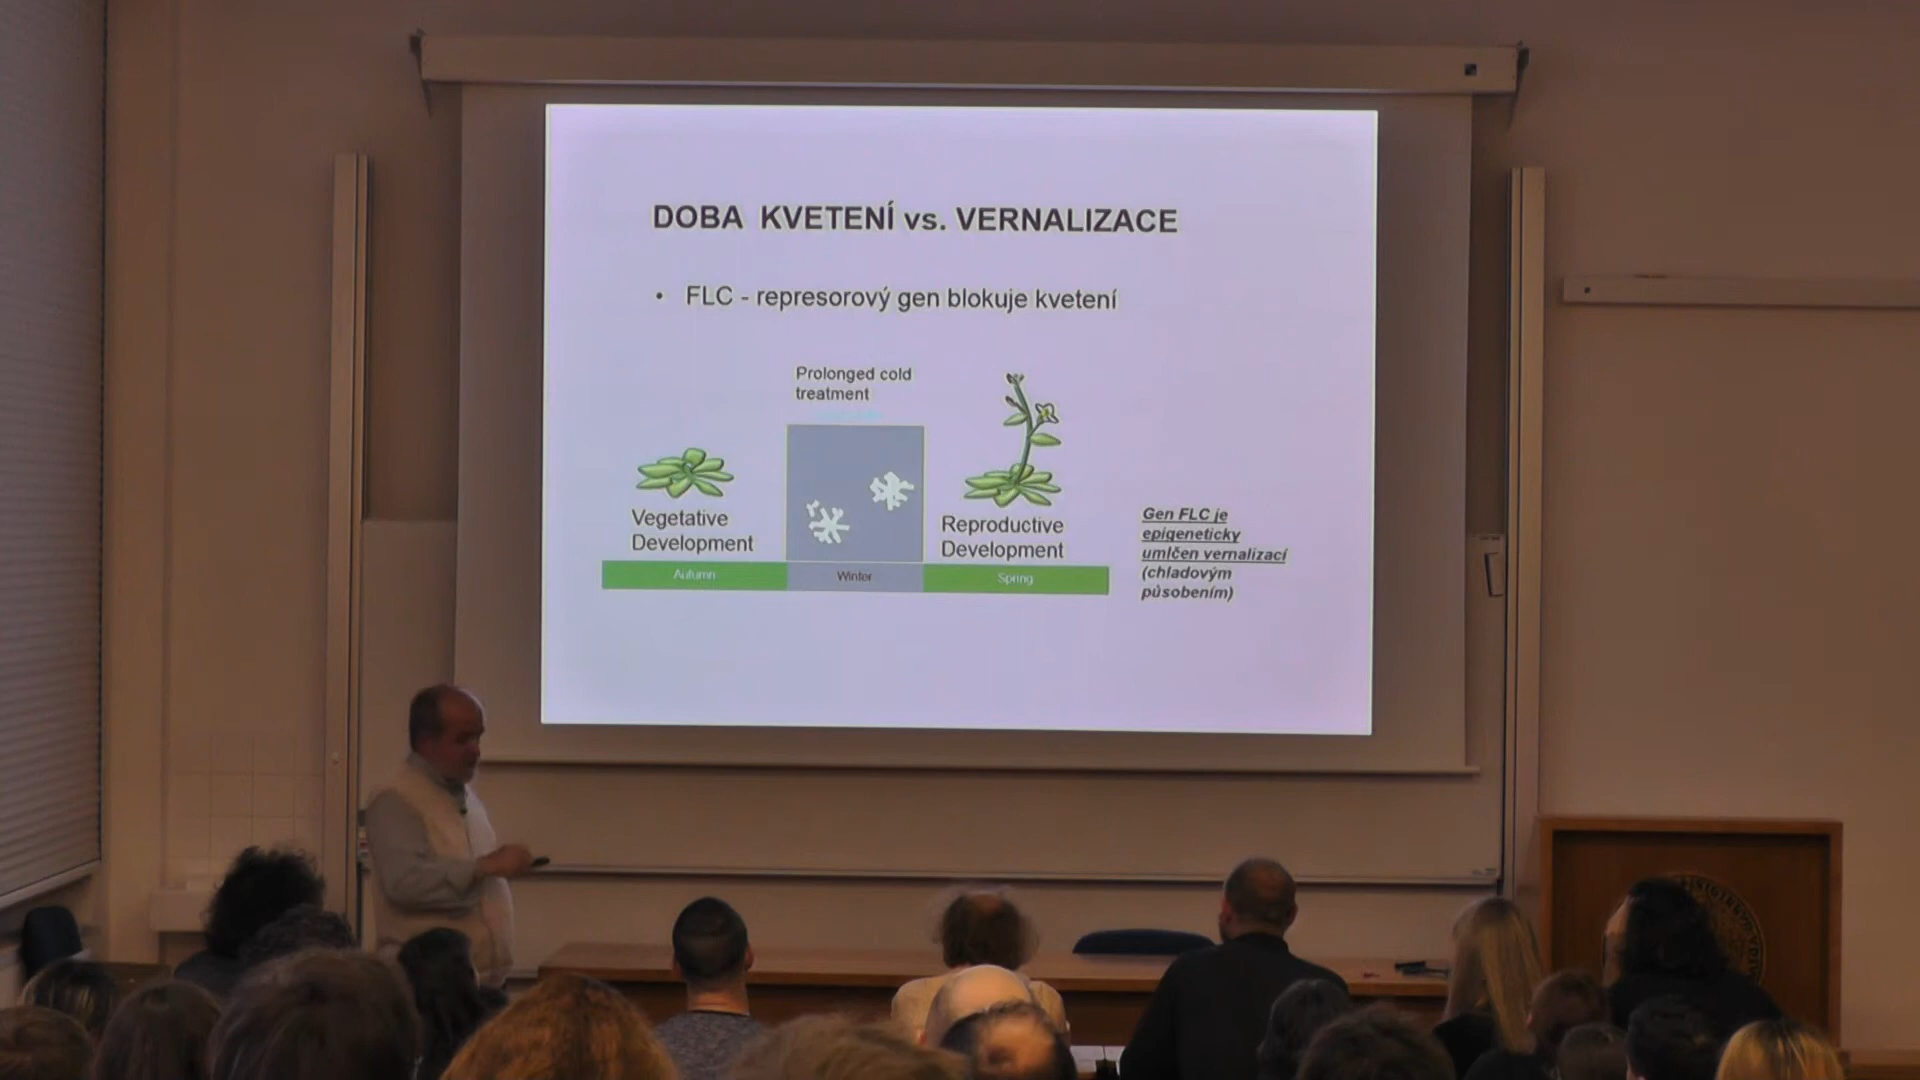 DOBA KVETENÍ vs. VERNALIZACE
• FLC - represorový gen blokuje kvetení
Prolonged cold
treatment
Vegetative
Development
Reproductive
Development
Autumn
Winter
Spring
Gen FLC je
epigeneticky
umlčen vernalizací
(chladovým
působením)